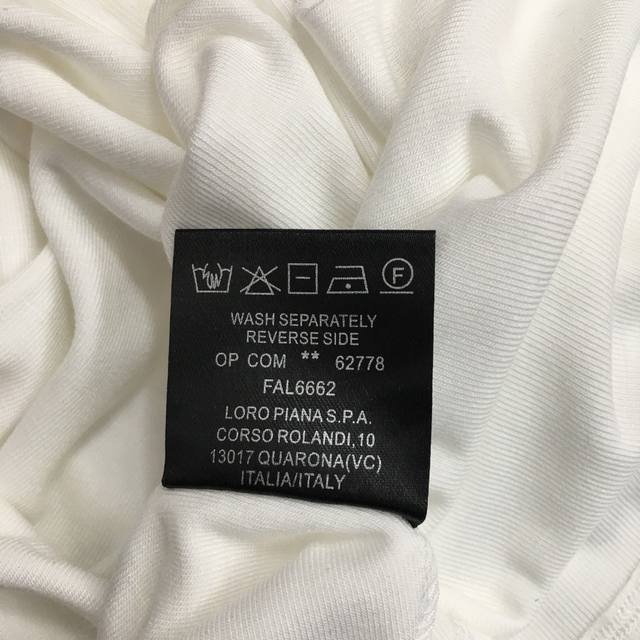 F
WASH SEPARATELY
REVERSE SIDE
OP COM ** 62778
FAL6662
LORO PIANA S.P.A.
CORSO ROLANDI,10
13017 QUARONA(VC)
ITALIA/ITALY